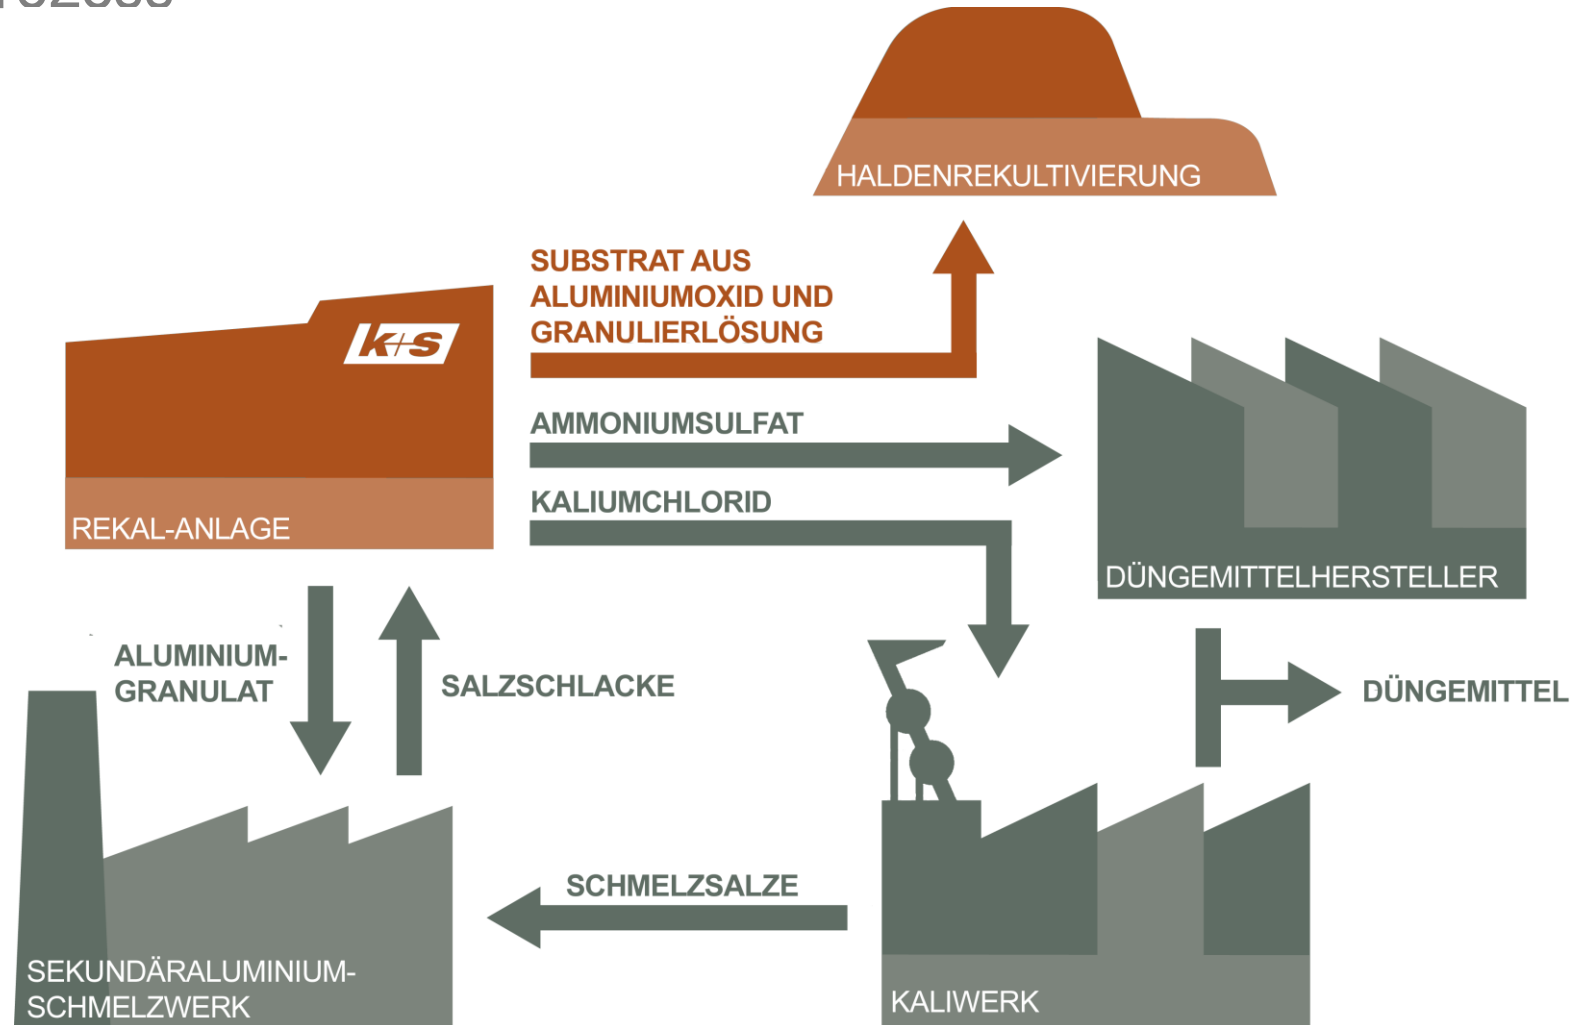 HALDENREKULTIVIERUNG
SUBSTRAT AUS
ALUMINIUMOXID UND
GRANULIERLÖSUNG
k+s
AMMONIUMSULFAT
KALIUMCHLORID
REKAL-ANLAGE
DÜNGEMITTELHERSTELLER
ALUMINIUM-
GRANULAT
SALZSCHLACKE
DÜNGEMITTEL
SCHMELZSALZE
SEKUNDÄRALUMINIUM-
SCHMELZWERK
KALIWERK